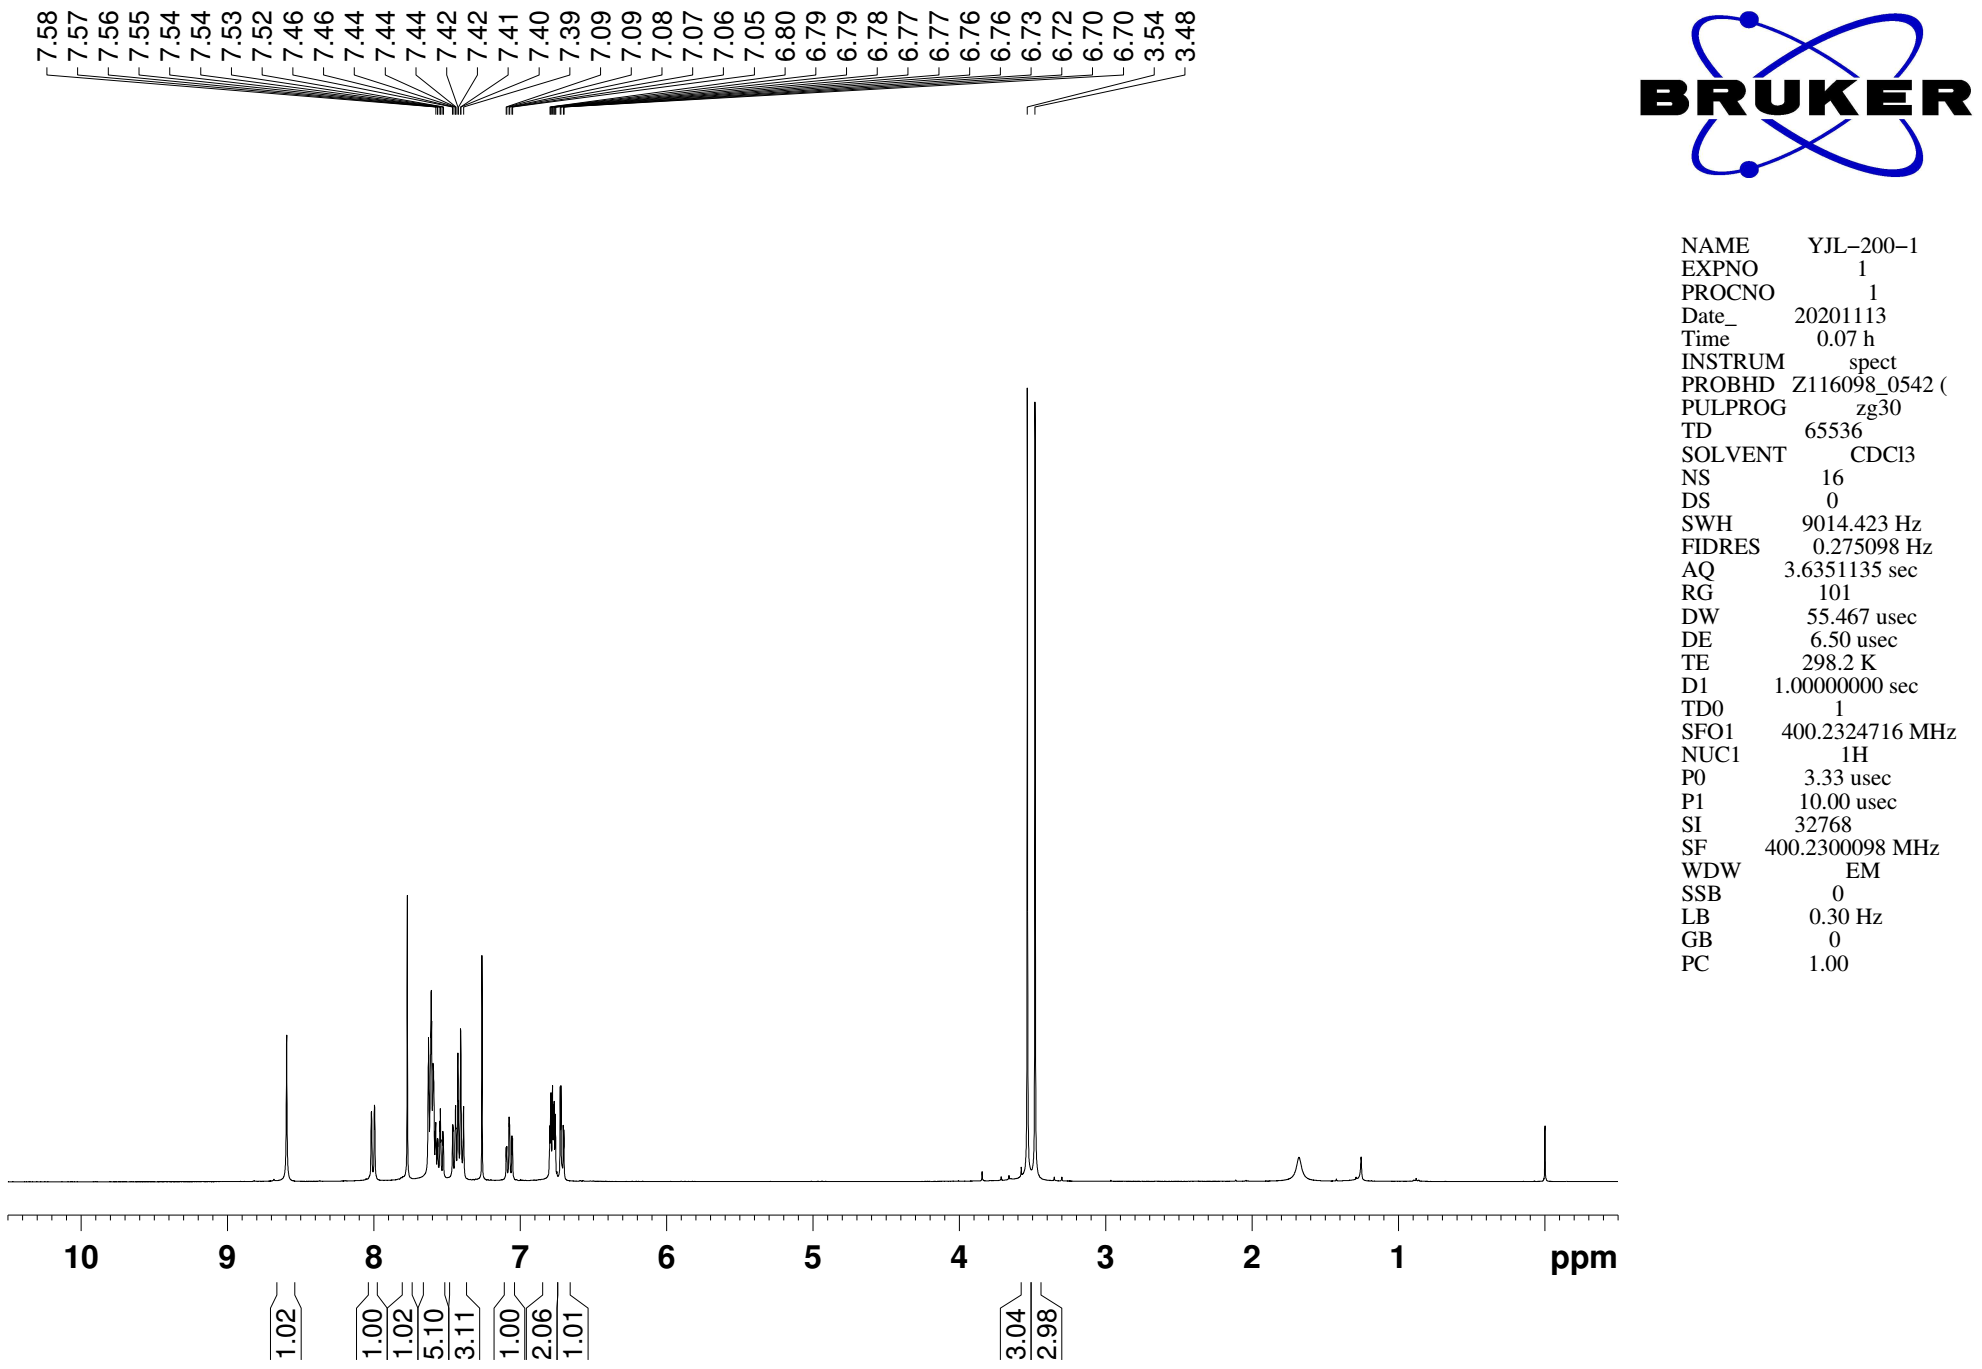 7.58
7.57
7.56
7.55
7.54
7.54
7.53
7.52
7.46
7.46
7.44
7.44
7.44
7.42
7.42
7.41
7.40
7.39
7.09
7.09
7.08
7.07
7.06
7.05
6.80
6.79
6.79
6.78
6.77
6.77
6.76
6.76
6.73
6.72
6.70
6.70
3.54
3.48
BRUKER
NAME YJL-200-1
EXPNO 1
PROCNO 1
Date_ 20201113
Time 0.07 h
INSTRUM spect
PROBHD Z116098_0542 (
PULPROG zg30
TD 65536
SOLVENT CDCl3
NS 16
DS 0
SWH 9014.423 Hz
FIDRES 0.275098 Hz
AQ 3.6351135 sec
RG 101
DW 55.467 usec
DE 6.50 usec
TE 298.2 K
D1 1.00000000 sec
TD0 1
SFO1 400.2324716 MHz
NUC1 1H
P0 3.33 usec
P1 10.00 usec
SI 32768
SF 400.2300098 MHz
WDW EM
SSB 0
LB 0.30 Hz
GB 0
PC 1.00
10 9 8 7 6 5 4 3 2 1 ppm
1.02
1.00
1.02
5.10
3.11
1.00
2.06
1.01
3.04
2.98